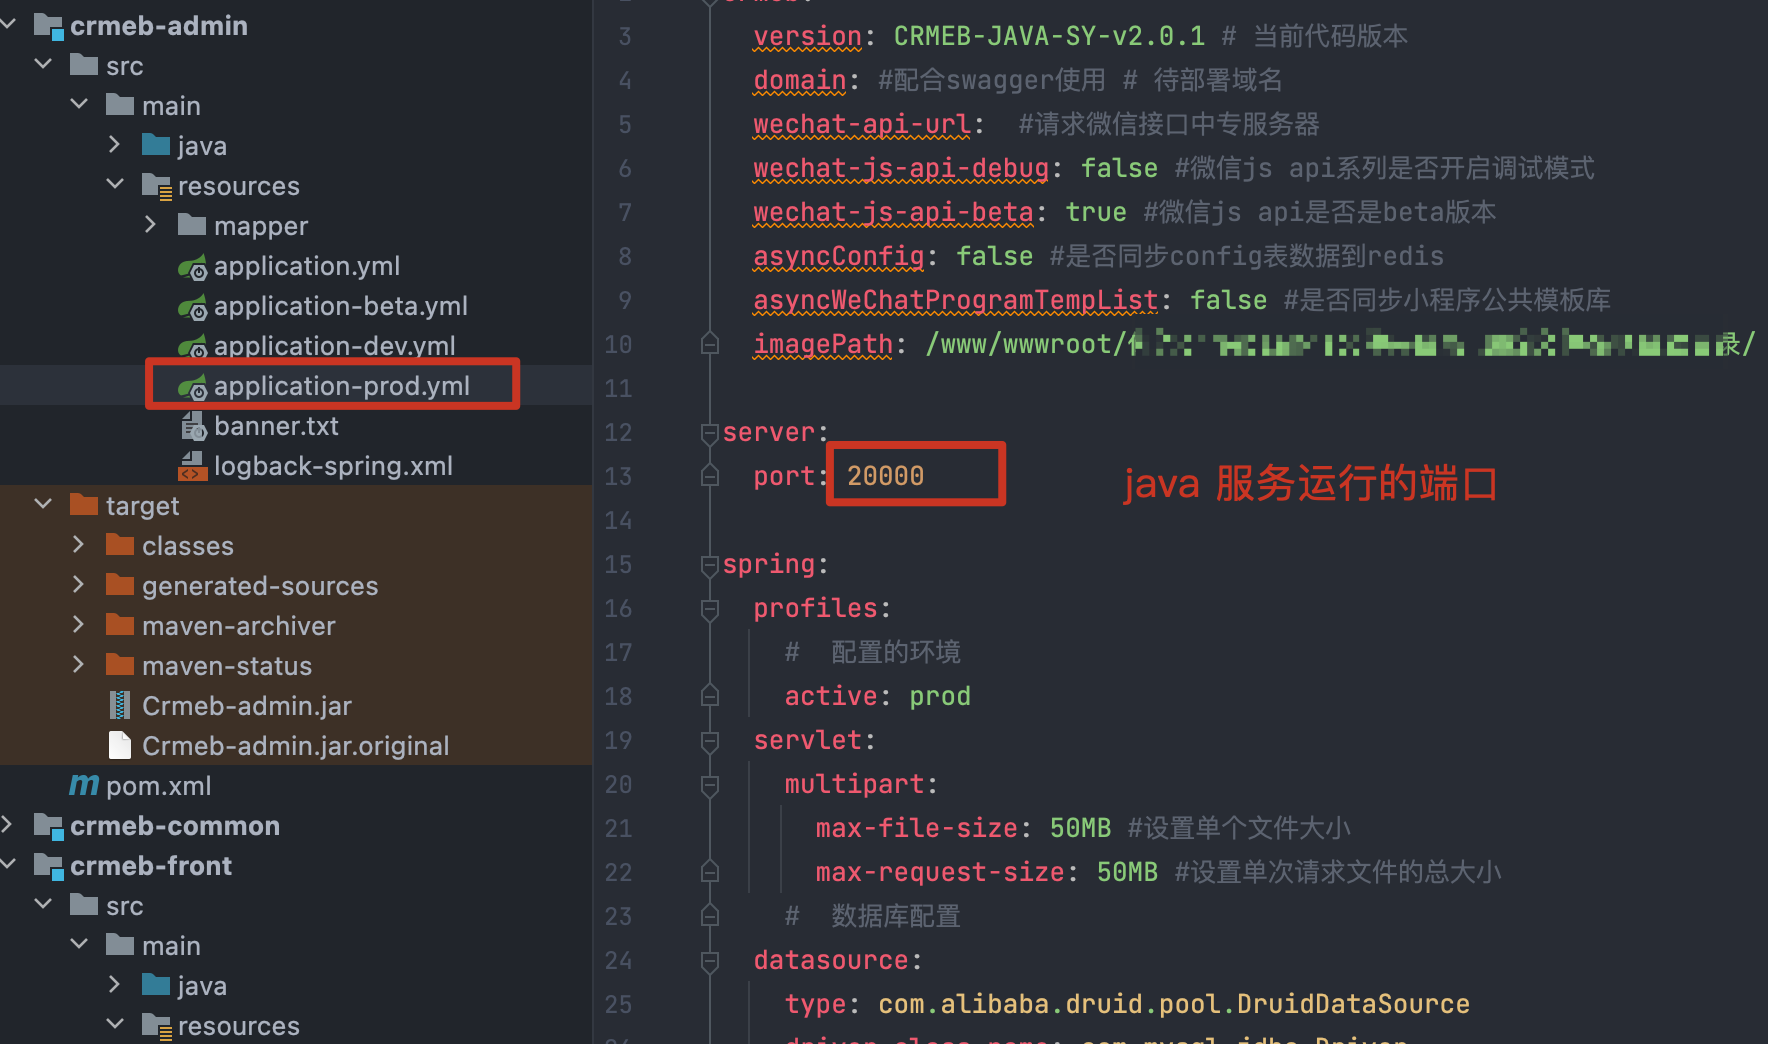 crmeb-admin
src
main
java
resources
mapper
application.yml
application-beta.yml
application-dev.yml
application-prod.yml
banner.txt
logback-spring.xml
target
classes
generated-sources
maven-archiver
maven-status
Crmeb-admin.jar
Crmeb-admin.jar.original
m pom.xml
crmeb-common
crmeb-front
src
main
java
resources
3 version: CRMEB-JAVA-SY-v2.0.1 # 当前代码版本
4 domain: #配合swagger使用 # 待部署域名
5 wechat-api-url: #请求微信接口中专服务器
6 wechat-js-api-debug: false #微信js api系列是否开启调试模式
7 wechat-js-api-beta: true #微信js api是否是beta版本
8 asyncConfig: false #是否同步config表数据到redis
9 asyncWeChatProgramTempList: false #是否同步小程序公共模板库
10 imagePath: /www/wwwroot/ 录/
11
12 server:
13 port: 20000
java 服务运行的端口
14
15 spring:
16 profiles:
17 # 配置的环境
18 active: prod
19 servlet:
20 multipart:
21 max-file-size: 50MB #设置单个文件大小
22 max-request-size: 50MB #设置单次请求文件的总大小
23 # 数据库配置
24 datasource:
25 type: com.alibaba.druid.pool.DruidDataSource